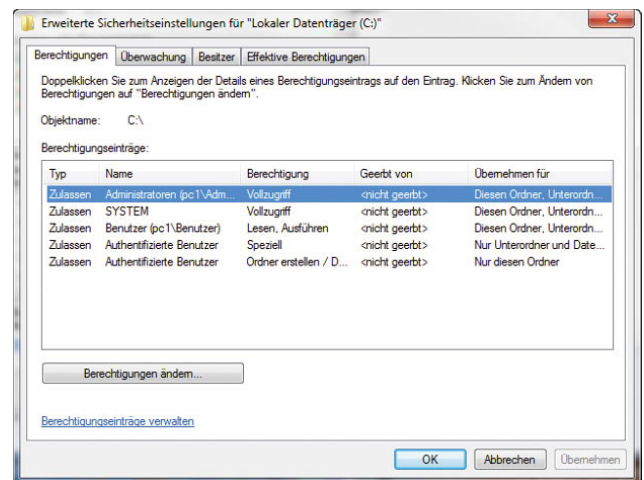 Erweiterte Sicherheitseinstellungen für "Lokaler Datenträger (C:)"
Berechtigungen Überwachung Besitzer Effektive Berechtigungen
Doppelklicken Sie zum Anzeigen der Details eines Berechtigungseintrags auf den Eintrag. Klicken Sie zum Ändern von
Berechtigungen auf "Berechtigungen ändern".
Objektname: C:\
Berechtigungseinträge:
Typ Name Berechtigung Geerbt von Übernehmen für
Zulassen Administratoren (pc1\Adm... Vollzugriff <nicht geerbt> Diesen Ordner, Unterordn...
Zulassen SYSTEM Vollzugriff <nicht geerbt> Diesen Ordner, Unterordn...
Zulassen Benutzer (pc1\Benutzer) Lesen, Ausführen <nicht geerbt> Diesen Ordner, Unterordn...
Zulassen Authentifizierte Benutzer Speziell <nicht geerbt> Nur Unterordner und Date...
Zulassen Authentifizierte Benutzer Ordner erstellen / D... <nicht geerbt> Nur diesen Ordner
Berechtigungen ändern...
Berechtigungseinträge verwalten
OK Abbrechen Übernehmen